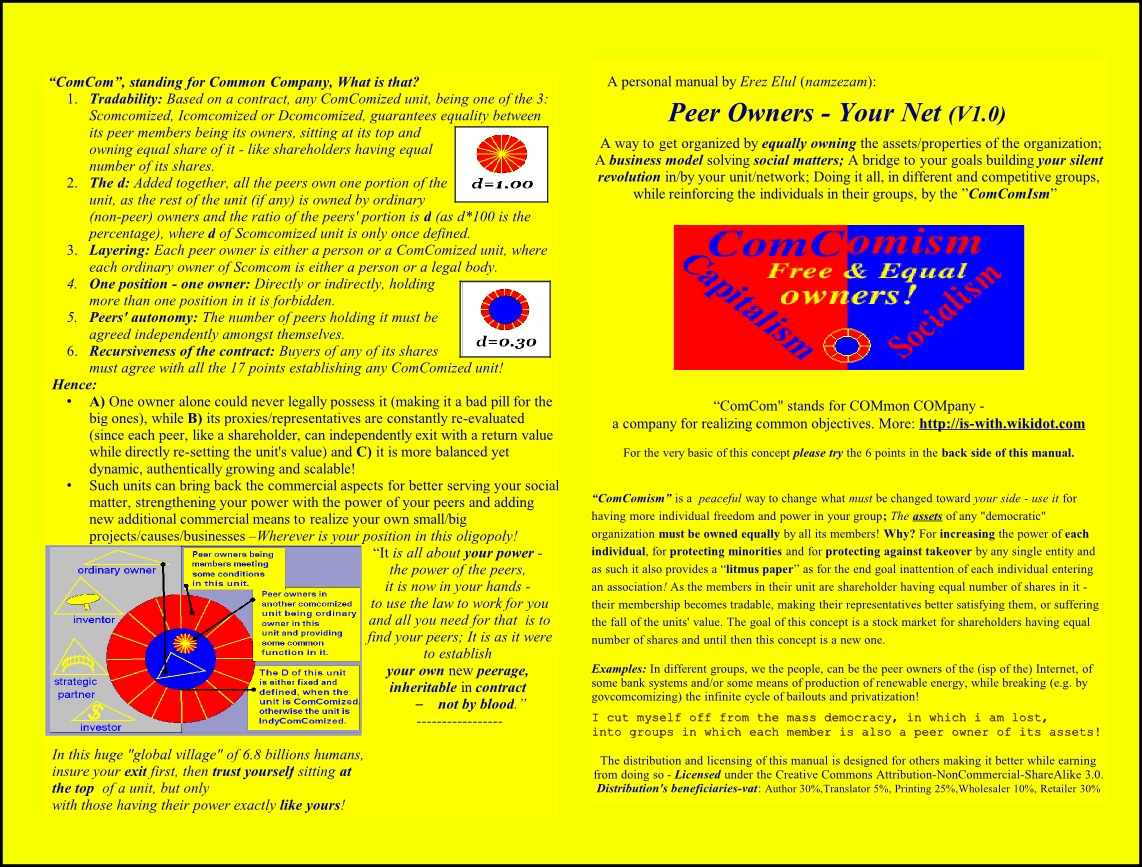 “ComCom”, standing for Common Company, What is that?
1. Tradability: Based on a contract, any ComComized unit, being one of the 3:
Scomcomized, Icomcomized or Dcomcomized, guarantees equality between
its peer members being its owners, sitting at its top and
owning equal share of it - like shareholders having equal
number of its shares.
d=1.00
2. The d: Added together, all the peers own one portion of the
unit, as the rest of the unit (if any) is owned by ordinary
(non-peer) owners and the ratio of the peers' portion is d (as d*100 is the
percentage), where d of Scomcomized unit is only once defined.
3. Layering: Each peer owner is either a person or a ComComized unit, where
each ordinary owner of Scomcom is either a person or a legal body.
4. One position - one owner: Directly or indirectly, holding
more than one position in it is forbidden.
5. Peers' autonomy: The number of peers holding it must be
agreed independently amongst themselves.
d=0.30
6. Recursiveness of the contract: Buyers of any of its shares
must agree with all the 17 points establishing any ComComized unit!
Hence:
• A) One owner alone could never legally possess it (making it a bad pill for the
big ones), while B) its proxies/representatives are constantly re-evaluated
(since each peer, like a shareholder, can independently exit with a return value
while directly re-setting the unit's value) and C) it is more balanced yet
dynamic, authentically growing and scalable!
• Such units can bring back the commercial aspects for better serving your social
matter, strengthening your power with the power of your peers and adding
new additional commercial means to realize your own small/big
projects/causes/businesses –Wherever is your position in this oligopoly!
ordinary owner
inventor
strategic
partner
investor
Peer owners being
members meeting
some conditions
in this unit.
Peer owners in
another comcomized
unit being ordinary
owner in this
unit and providing
some common
function in it.
The D of this unit
is either fixed and
defined, when the
unit is ComComized
otherwise the unit is
IndyComComized.
“It is all about your power -
the power of the peers,
it is now in your hands -
to use the law to work for you
and all you need for that is to
find your peers; It is as it were
to establish
your own new peerage,
inheritable in contract
– not by blood.”
-----------------
In this huge "global village" of 6.8 billions humans,
insure your exit first, then trust yourself sitting at
the top of a unit, but only
with those having their power exactly like yours!
A personal manual by Erez Elul (namzezam):
Peer Owners - Your Net (V1.0)
A way to get organized by equally owning the assets/properties of the organization;
A business model solving social matters; A bridge to your goals building your silent
revolution in/by your unit/network; Doing it all, in different and competitive groups,
while reinforcing the individuals in their groups, by the ”ComComIsm”
ComComism
Free & Equal
owners!
Capitalism
Socialism
“ComCom" stands for COMmon COMpany -
a company for realizing common objectives. More: http://is-with.wikidot.com
For the very basic of this concept please try the 6 points in the back side of this manual.
“ComComism” is a peaceful way to change what must be changed toward your side - use it for
having more individual freedom and power in your group; The assets of any "democratic"
organization must be owned equally by all its members! Why? For increasing the power of each
individual, for protecting minorities and for protecting against takeover by any single entity and
as such it also provides a “litmus paper” as for the end goal inattention of each individual entering
an association! As the members in their unit are shareholder having equal number of shares in it -
their membership becomes tradable, making their representatives better satisfying them, or suffering
the fall of the units' value. The goal of this concept is a stock market for shareholders having equal
number of shares and until then this concept is a new one.
Examples: In different groups, we the people, can be the peer owners of the (isp of the) Internet, of
some bank systems and/or some means of production of renewable energy, while breaking (e.g. by
govcomcomizing) the infinite cycle of bailouts and privatization!
I cut myself off from the mass democracy, in which i am lost,
into groups in which each member is also a peer owner of its assets!
The distribution and licensing of this manual is designed for others making it better while earning
from doing so - Licensed under the Creative Commons Attribution-NonCommercial-ShareAlike 3.0.
Distribution's beneficiaries-vat: Author 30%,Translator 5%, Printing 25%,Wholesaler 10%, Retailer 30%